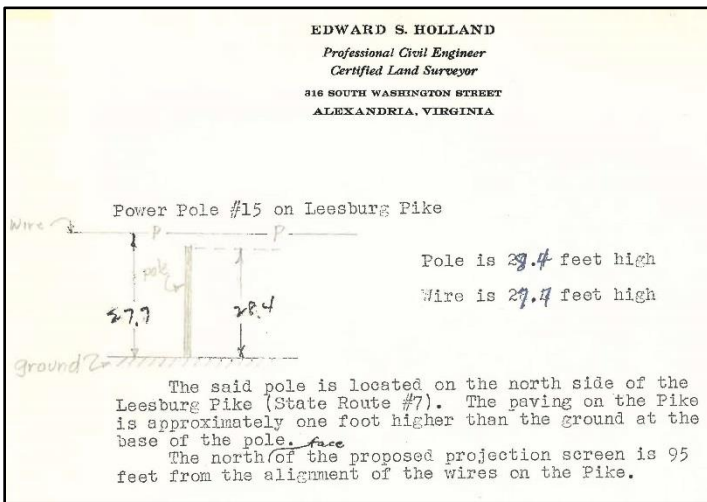 EDWARD S. HOLLAND
Professional Civil Engineer
Certified Land Surveyor
316 SOUTH WASHINGTON STREET
ALEXANDRIA, VIRGINIA
Power Pole #15 on Leesburg Pike
Wire
P P
pole
27.7 28.4
ground
Pole is 28.4 feet high
Wire is 27.7 feet high
The said pole is located on the north side of the
Leesburg Pike (State Route #7). The paving on the Pike
is approximately one foot higher than the ground at the
base of the pole.
The north face of the proposed projection screen is 95
feet from the alignment of the wires on the Pike.